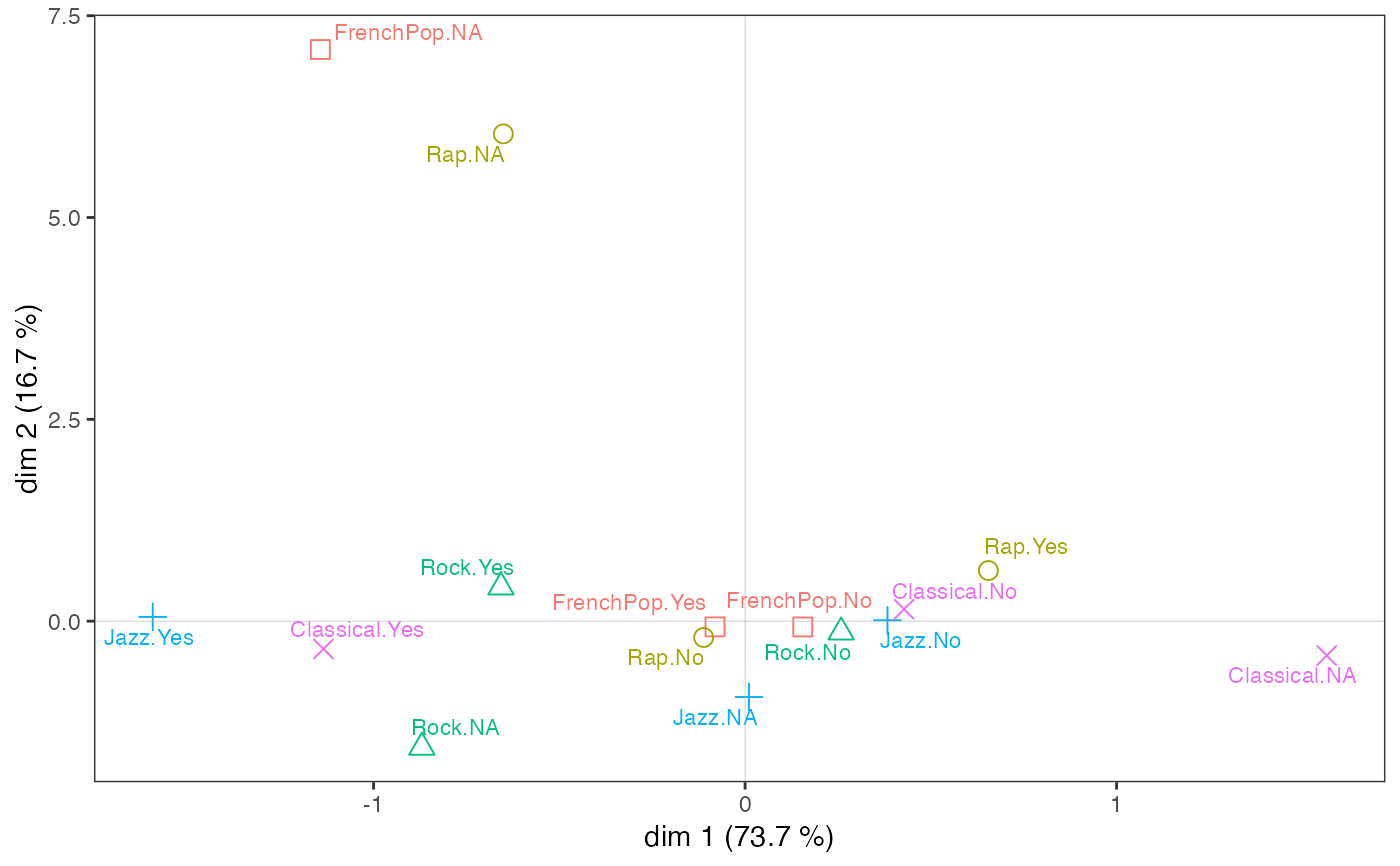 7.5
FrenchPop.NA
Rap.NA
5.0
dim 2 (16.7 %)
2.5
Rap.Yes
Rock.Yes
Classical.No
FrenchPop.Yes
FrenchPop.No
0.0
Jazz.Yes
Classical.Yes
Rap.No
Rock.No
Jazz.No
Classical.NA
Jazz.NA
Rock.NA
-1
0
1
dim 1 (73.7 %)